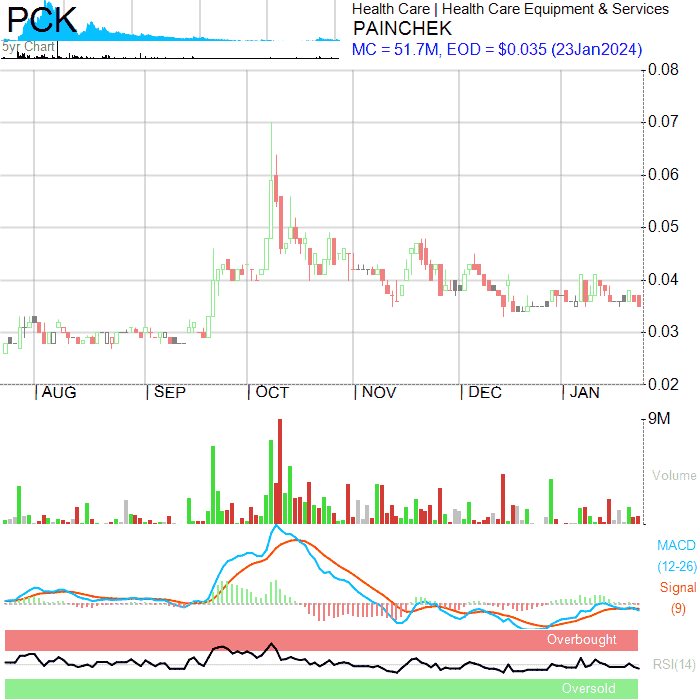 PCK
5yr Chart
Health Care | Health Care Equipment & Services
PAINCHEK
MC = 51.7M, EOD = $0.035 (23Jan2024)
0.08
0.07
0.06
0.05
0.04
0.03
0.02
AUG SEP OCT NOV DEC JAN
9M
Volume
MACD
(12-26)
Signal
(9)
Overbought
RSI(14)
Oversold